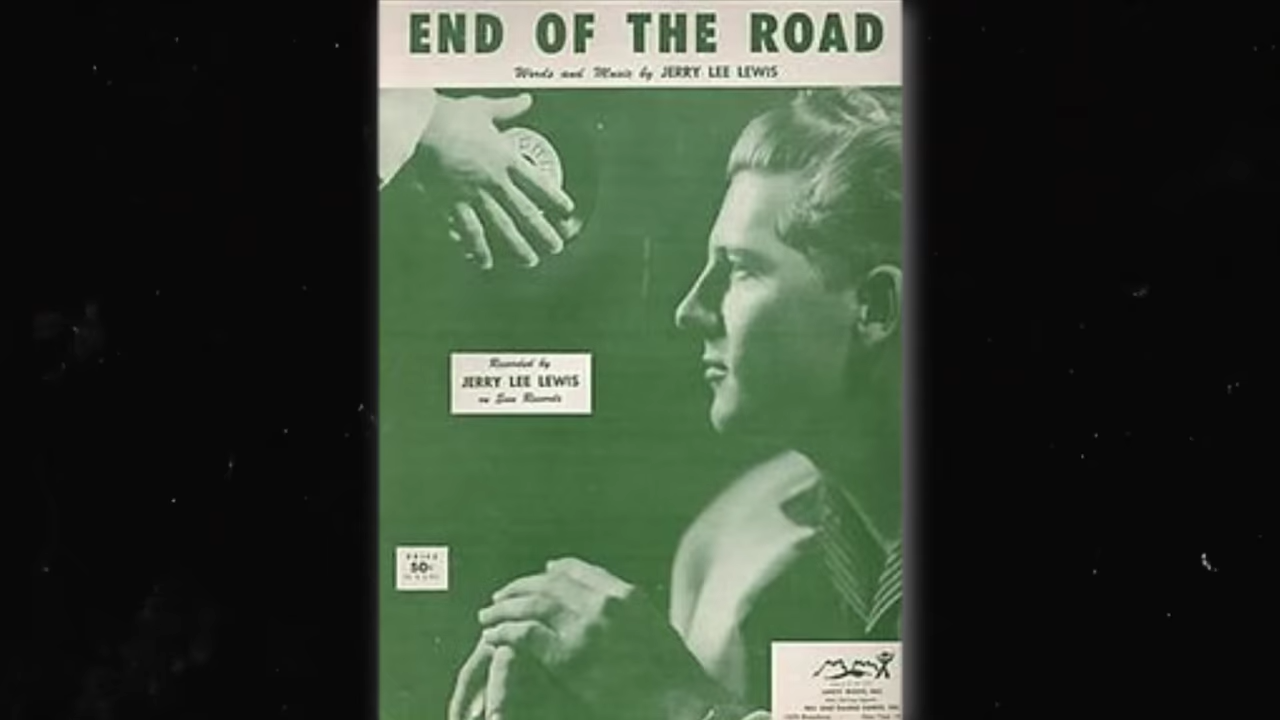 END OF THE ROAD
Words and Music by JERRY LEE LEWIS
Recorded by
JERRY LEE LEWIS
on Sun Records
PRICE
50¢